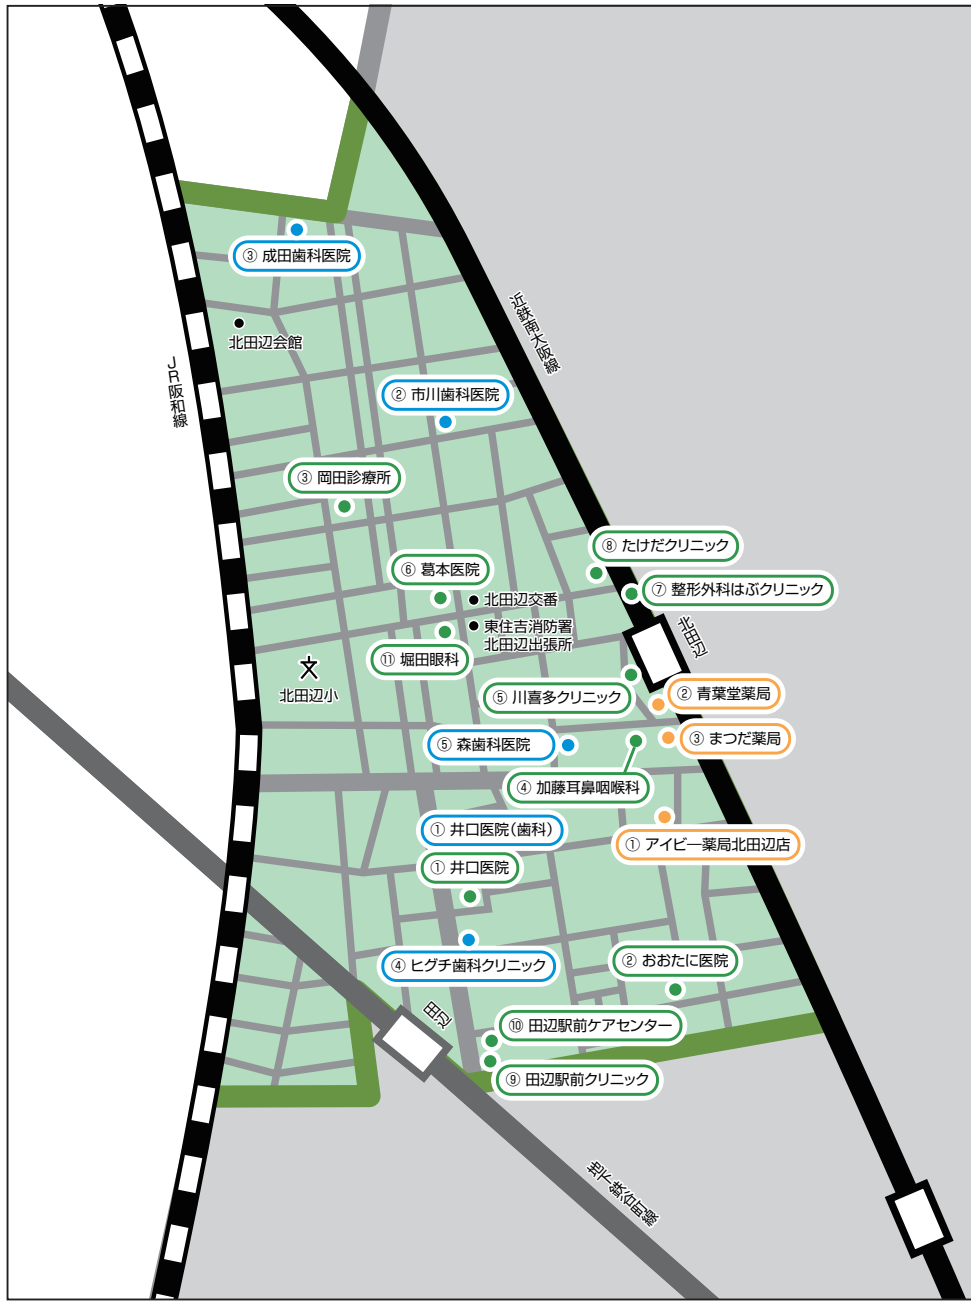 ③ 成田歯科医院
近鉄南大阪線
北田辺会館
JR阪和線
② 市川歯科医院
③ 岡田診療所
⑧ たけだクリニック
⑥ 葛本医院
⑦ 整形外科はぶクリニック
北田辺交番
東住吉消防署
北田辺出張所
北田辺
⑪ 堀田眼科
文
北田辺小
⑤ 川喜多クリニック
② 青葉堂薬局
⑤ 森歯科医院
③ まつだ薬局
④ 加藤耳鼻咽喉科
① 井口医院(歯科)
① アイビー薬局北田辺店
① 井口医院
④ ヒグチ歯科クリニック
② おおたに医院
田辺
⑩ 田辺駅前ケアセンター
⑨ 田辺駅前クリニック
地下鉄谷町線